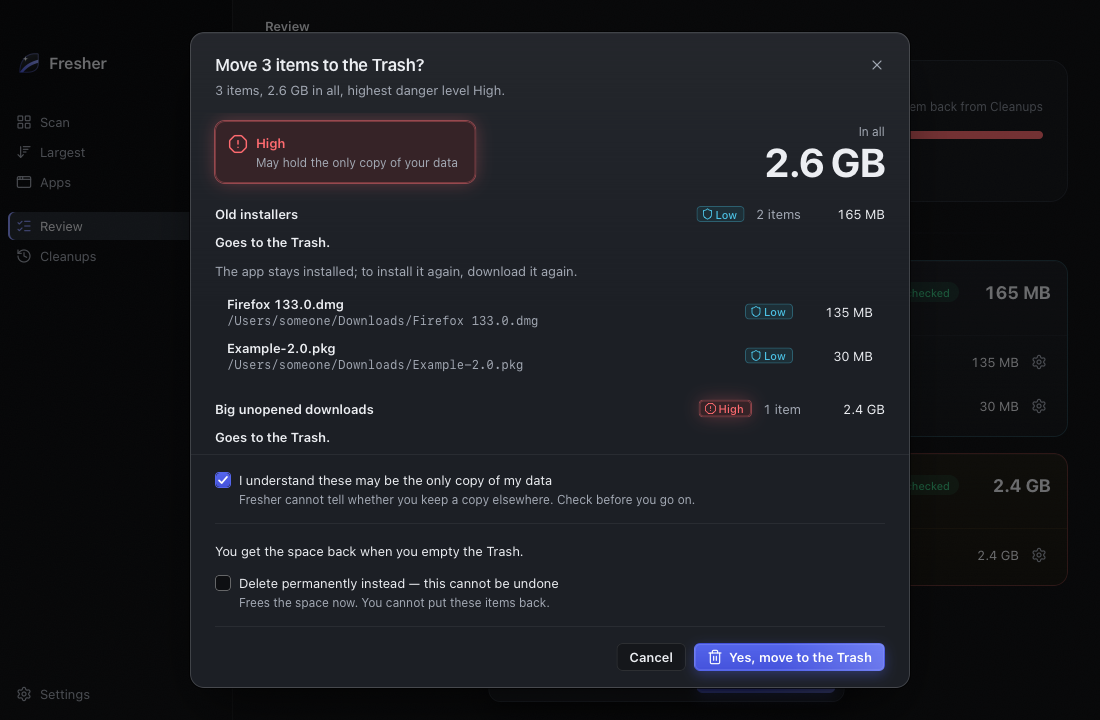 Review
Fresher
Scan
Largest
Apps
Review
Cleanups
Settings
em back from Cleanups
hecked
165 MB
135 MB
30 MB
hecked
2.4 GB
2.4 GB
Move 3 items to the Trash?
3 items, 2.6 GB in all, highest danger level High.
High
May hold the only copy of your data
In all
2.6 GB
Old installers Low 2 items 165 MB
Goes to the Trash.
The app stays installed; to install it again, download it again.
Firefox 133.0.dmg
/Users/someone/Downloads/Firefox 133.0.dmg
Low 135 MB
Example-2.0.pkg
/Users/someone/Downloads/Example-2.0.pkg
Low 30 MB
Big unopened downloads High 1 item 2.4 GB
Goes to the Trash.
I understand these may be the only copy of my data
Fresher cannot tell whether you keep a copy elsewhere. Check before you go on.
You get the space back when you empty the Trash.
Delete permanently instead — this cannot be undone
Frees the space now. You cannot put these items back.
Cancel
Yes, move to the Trash